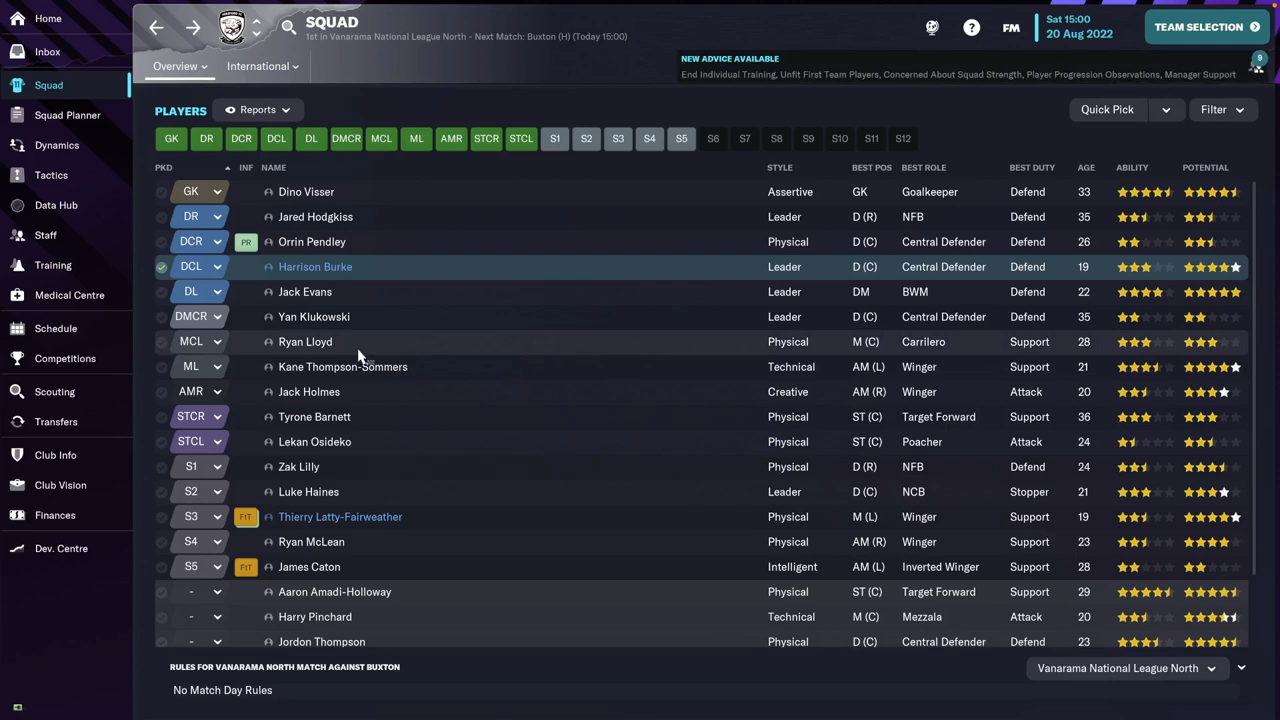 Home
SQUAD
1st in Vanarama National League North - Next Match: Buxton (H) (Today 15:00)
FM
Sat 15:00
20 Aug 2022
TEAM SELECTION
Inbox
Squad
Overview
International
NEW ADVICE AVAILABLE
End Individual Training, Unfit First Team Players, Concerned About Squad Strength, Player Progression Observations, Manager Support
9
Squad Planner
PLAYERS
Reports
Quick Pick
Filter
Dynamics
GK DR DCR DCL DL DMCR MCL ML AMR STCR STCL S1 S2 S3 S4 S5 S6 S7 S8 S9 S10 S11 S12
Tactics
PKD INF NAME STYLE BEST POS BEST ROLE BEST DUTY AGE ABILITY POTENTIAL
GK Dino Visser Assertive GK Goalkeeper Defend 33
Data Hub
DR Jared Hodgkiss Leader D (R) NFB Defend 35
Staff
DCR PR Orrin Pendley Physical D (C) Central Defender Defend 26
Training
DCL Harrison Burke Leader D (C) Central Defender Defend 19
Medical Centre
DL Jack Evans Leader DM BWM Defend 22
DMCR Yan Klukowski Leader D (C) Central Defender Defend 35
Schedule
MCL Ryan Lloyd Physical M (C) Carrilero Support 28
Competitions
ML Kane Thompson-Sommers Technical AM (L) Winger Support 21
Scouting
AMR Jack Holmes Creative AM (R) Winger Attack 20
Transfers
STCR Tyrone Barnett Physical ST (C) Target Forward Support 36
STCL Lekan Osideko Physical ST (C) Poacher Attack 24
Club Info
S1 Zak Lilly Physical D (R) NFB Defend 24
Club Vision
S2 Luke Haines Leader D (C) NCB Stopper 21
Finances
S3 FIT Thierry Latty-Fairweather Physical M (L) Winger Support 19
Dev. Centre
S4 Ryan McLean Physical AM (R) Winger Support 23
S5 FIT James Caton Intelligent AM (L) Inverted Winger Support 28
- Aaron Amadi-Holloway Physical ST (C) Target Forward Support 29
- Harry Pinchard Technical M (C) Mezzala Attack 20
- Jordon Thompson Physical D (C) Central Defender Defend 23
RULES FOR VANARAMA NORTH MATCH AGAINST BUXTON
Vanarama National League North
No Match Day Rules